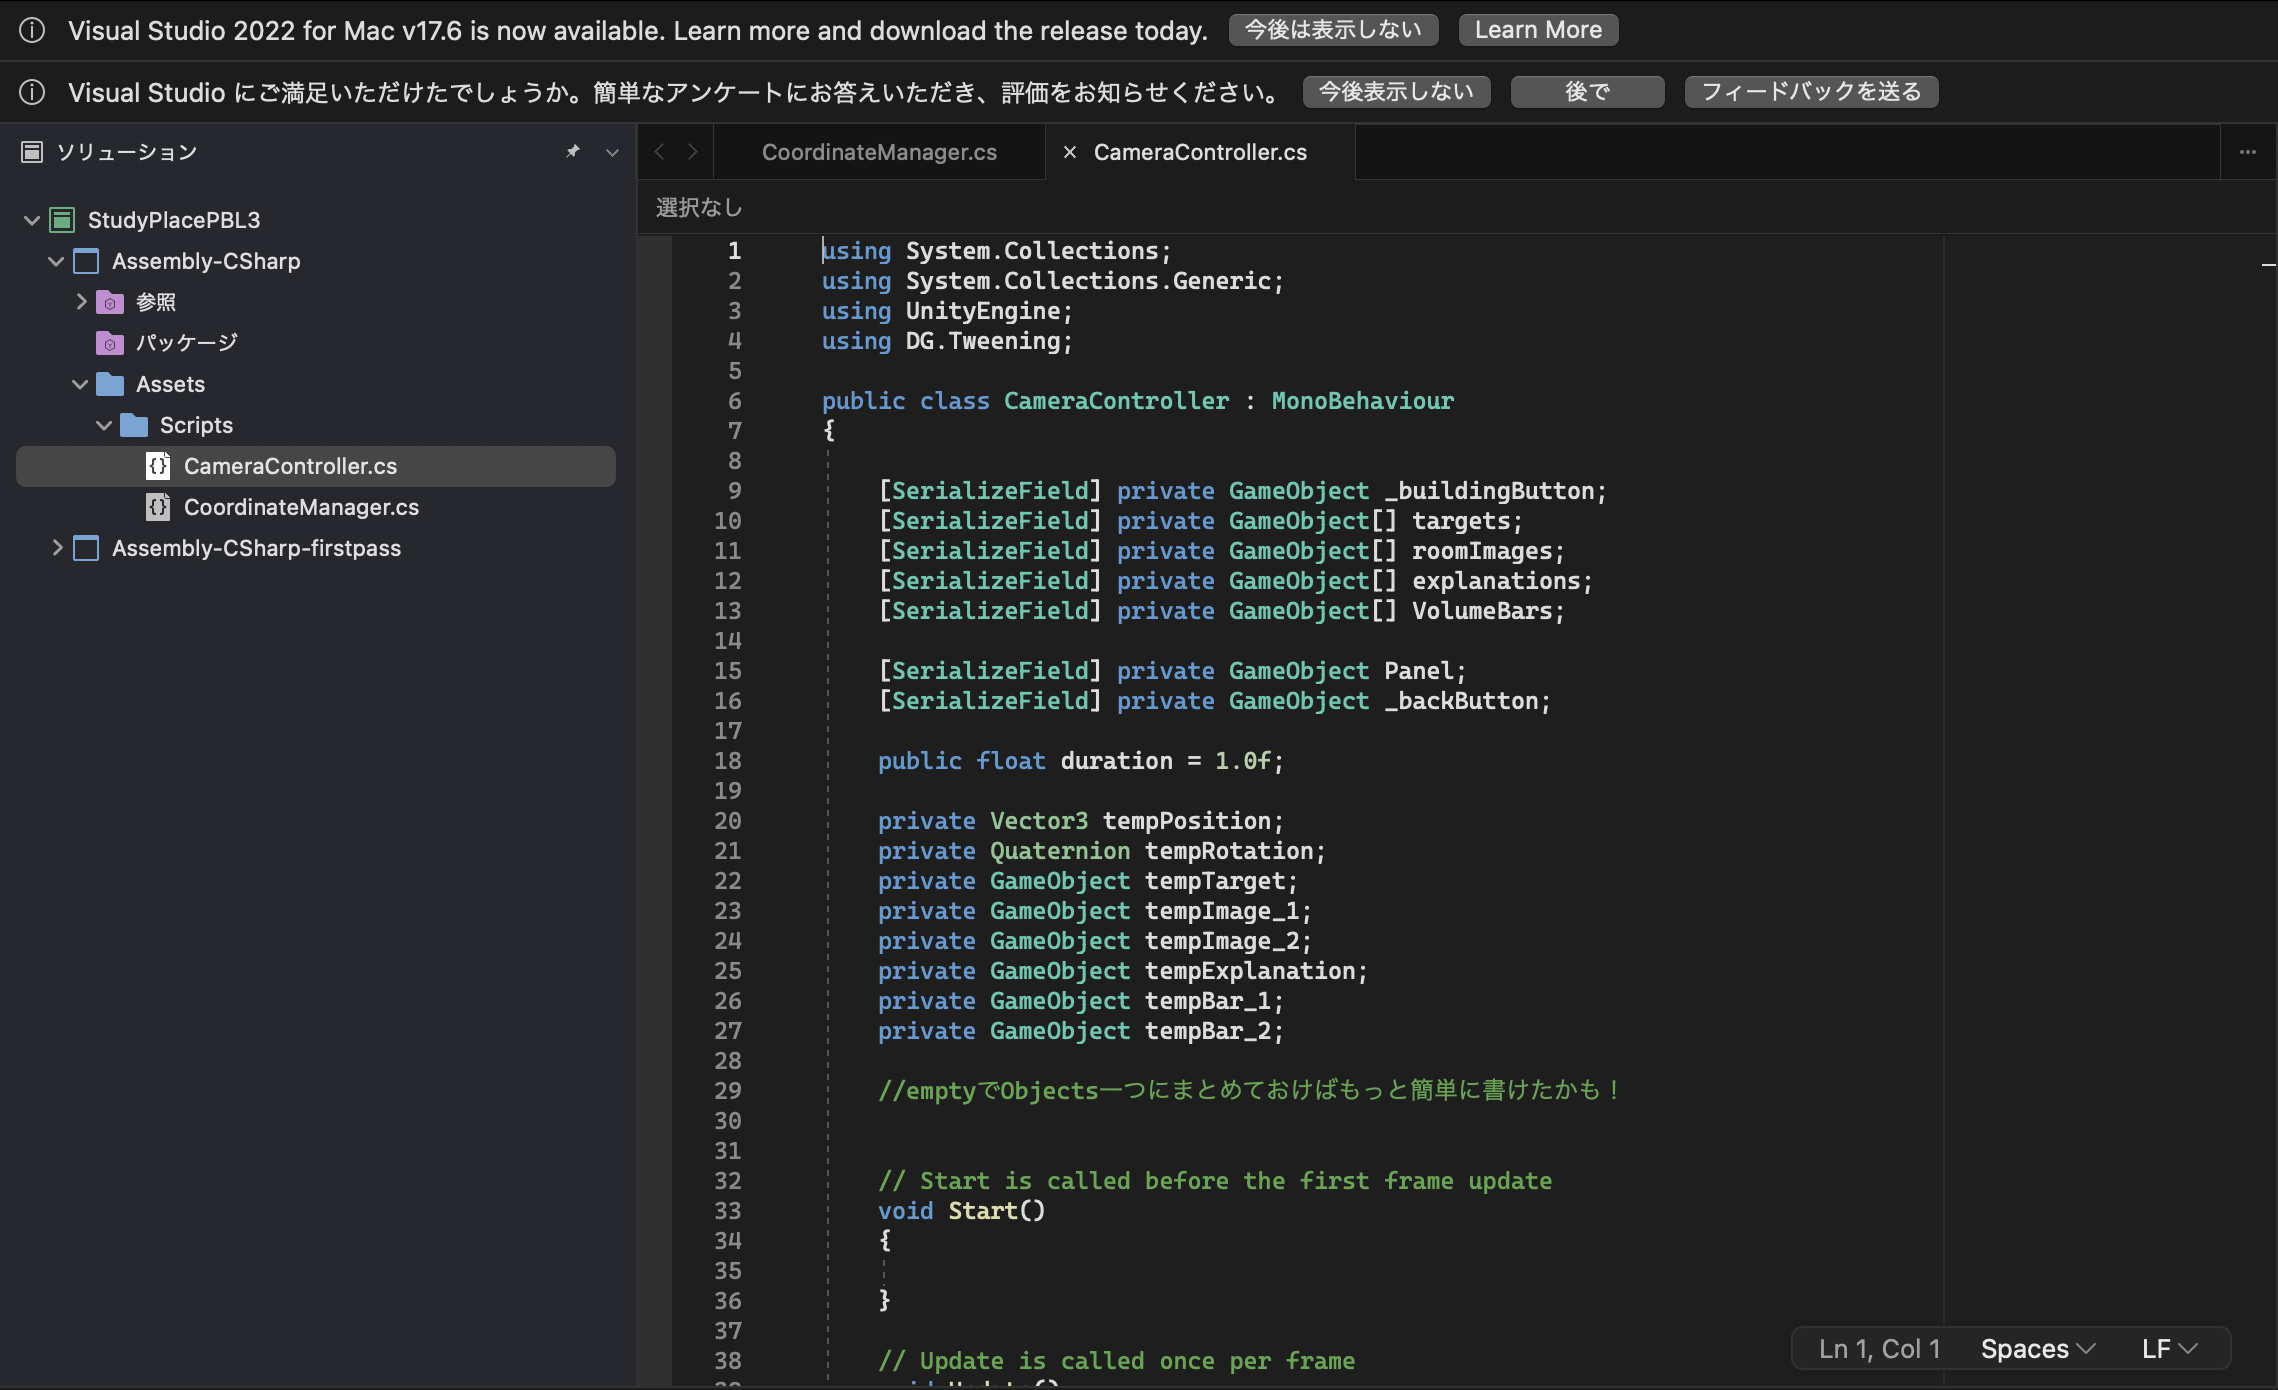 Visual Studio 2022 for Mac v17.6 is now available. Learn more and download the release today. 今後は表示しない Learn More
Visual Studio にご満足いただけたでしょうか。簡単なアンケートにお答えいただき、評価をお知らせください。 今後表示しない 後で フィードバックを送る
ソリューション
StudyPlacePBL3
Assembly-CSharp
参照
パッケージ
Assets
Scripts
CameraController.cs
CoordinateManager.cs
Assembly-CSharp-firstpass
CoordinateManager.cs × CameraController.cs
選択なし
1 using System.Collections;
2 using System.Collections.Generic;
3 using UnityEngine;
4 using DG.Tweening;
5
6 public class CameraController : MonoBehaviour
7 {
8
9 [SerializeField] private GameObject _buildingButton;
10 [SerializeField] private GameObject[] targets;
11 [SerializeField] private GameObject[] roomImages;
12 [SerializeField] private GameObject[] explanations;
13 [SerializeField] private GameObject[] VolumeBars;
14
15 [SerializeField] private GameObject Panel;
16 [SerializeField] private GameObject _backButton;
17
18 public float duration = 1.0f;
19
20 private Vector3 tempPosition;
21 private Quaternion tempRotation;
22 private GameObject tempTarget;
23 private GameObject tempImage_1;
24 private GameObject tempImage_2;
25 private GameObject tempExplanation;
26 private GameObject tempBar_1;
27 private GameObject tempBar_2;
28
29 //emptyでObjects一つにまとめておけばもっと簡単に書けたかも！
30
31
32 // Start is called before the first frame update
33 void Start()
34 {
35
36 }
37
38 // Update is called once per frame
Ln 1, Col 1 Spaces LF